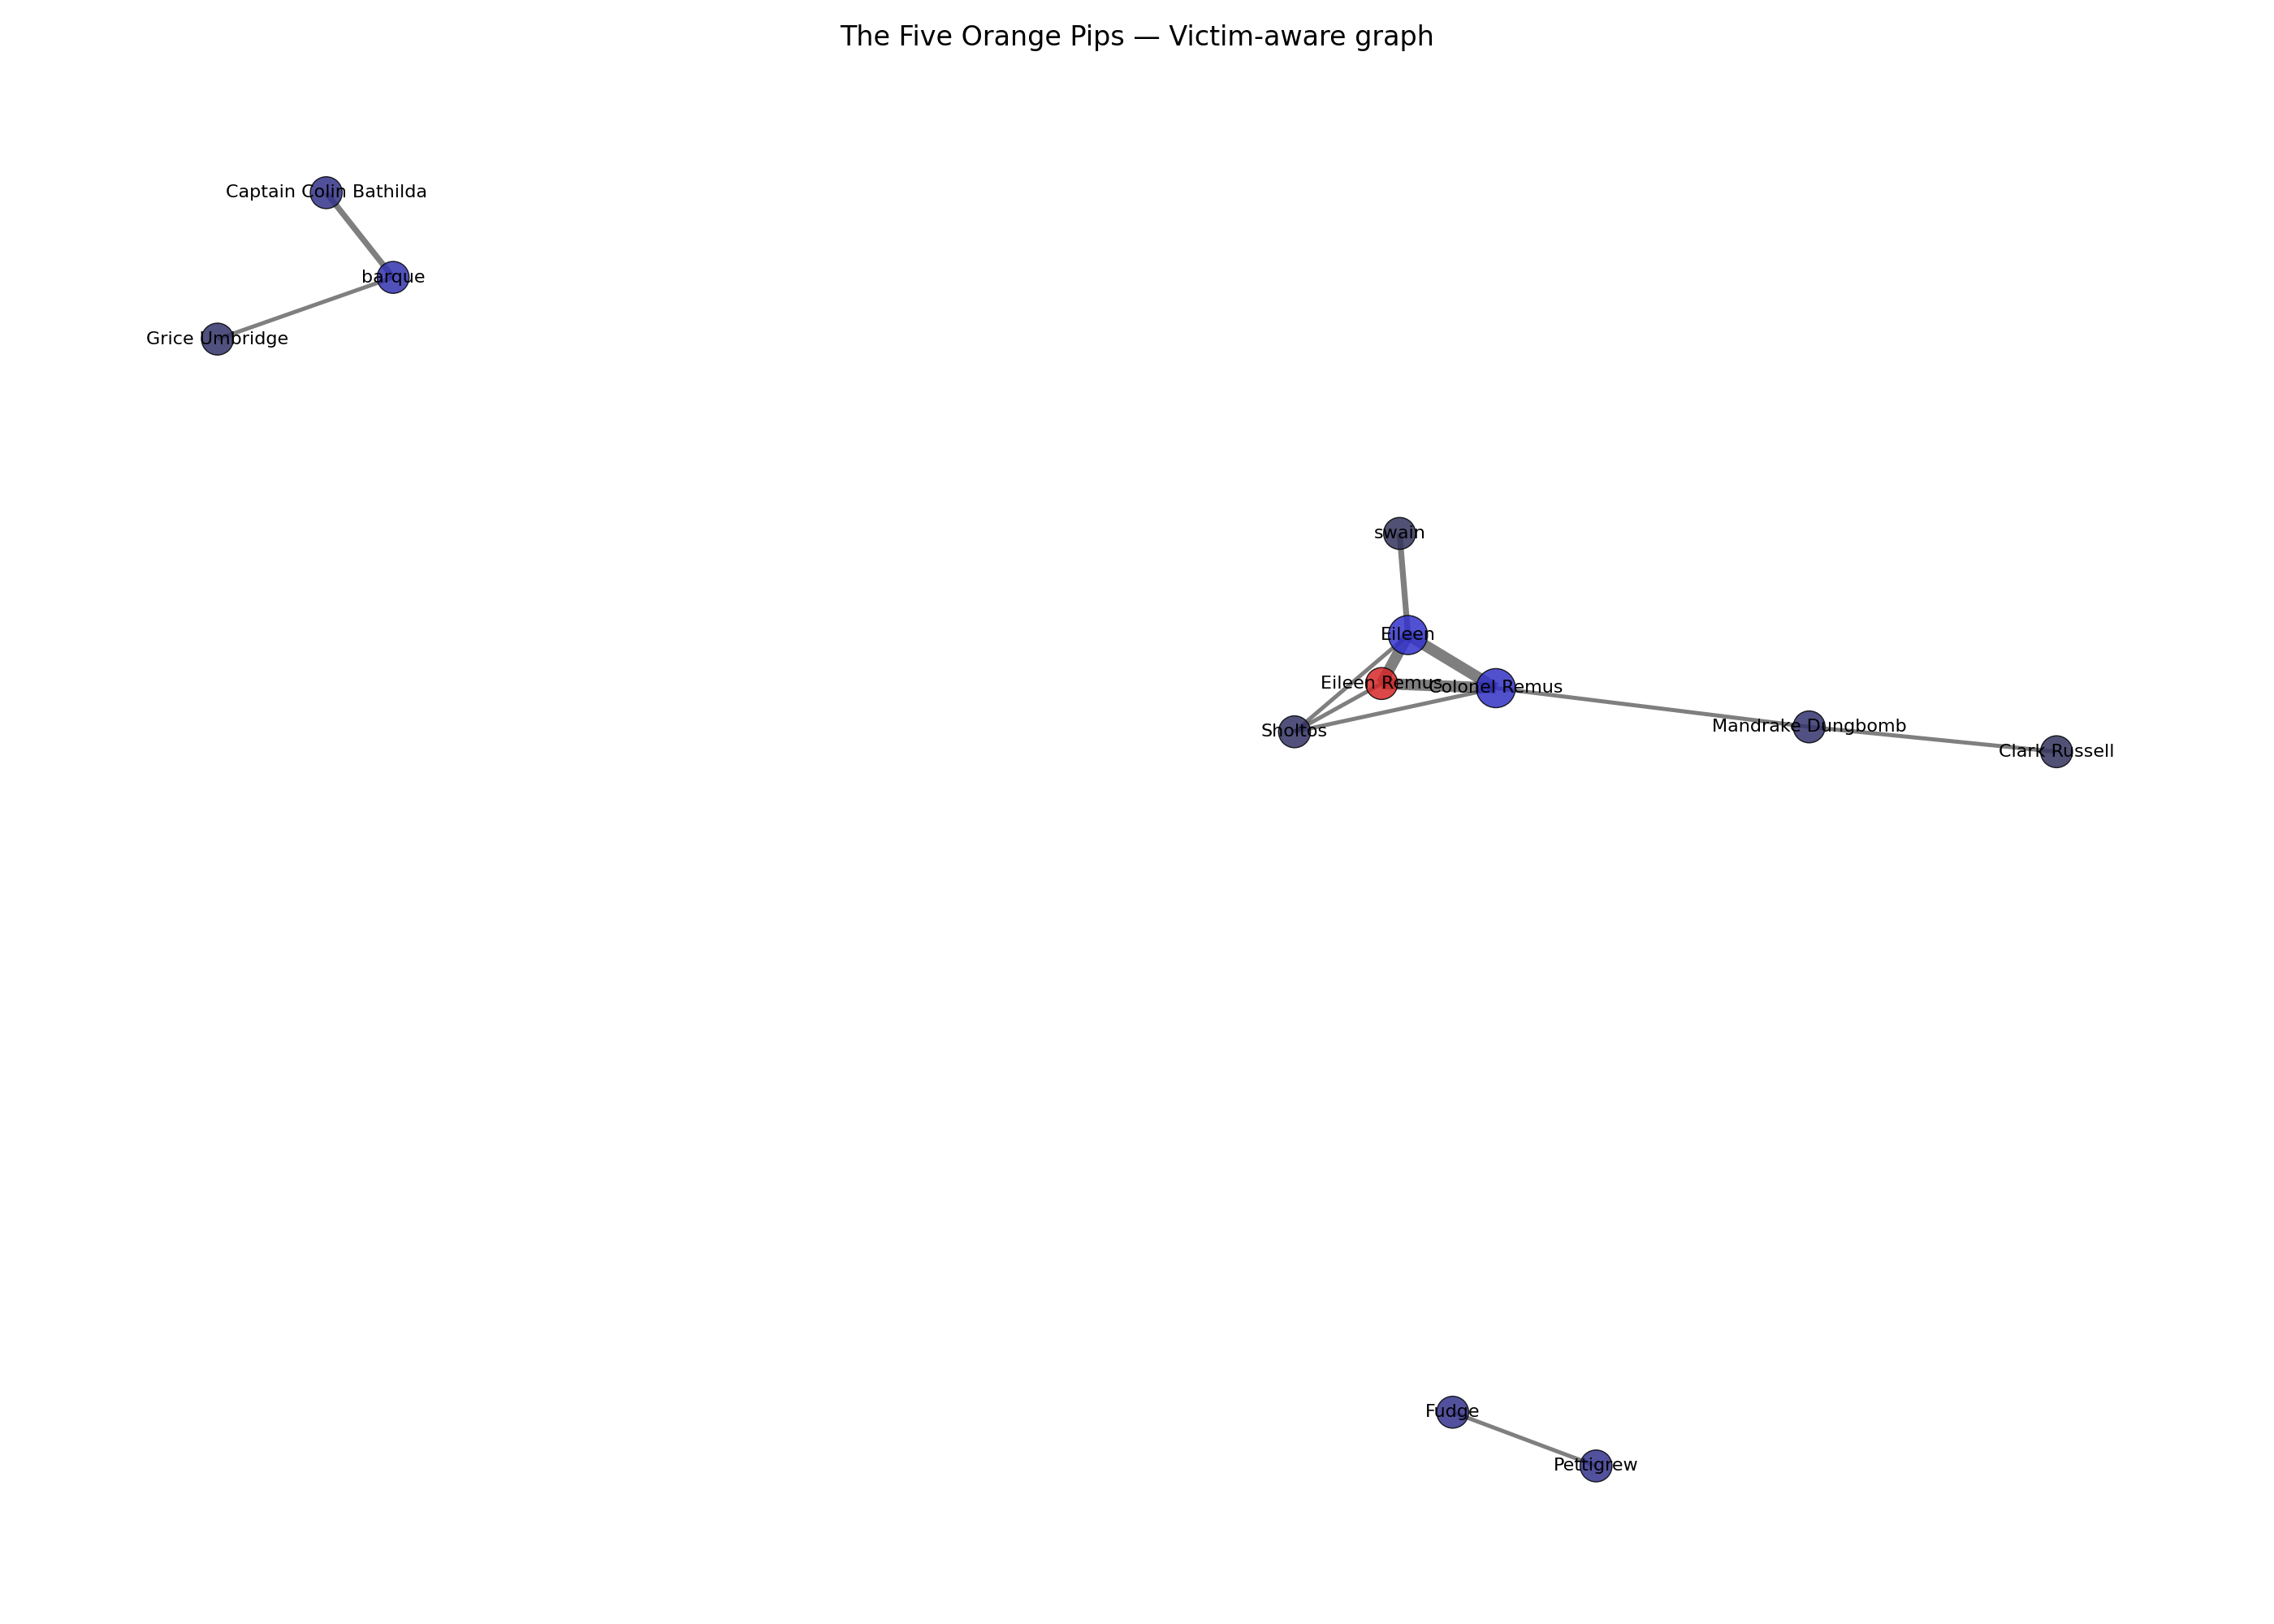 The Five Orange Pips — Victim-aware graph
Captain Colin Bathilda
barque
Grice Umbridge
swain
Eileen
Eileen Remus
Colonel Remus
Sholtos
Mandrake Dungbomb
Clark Russell
Fudge
Pettigrew